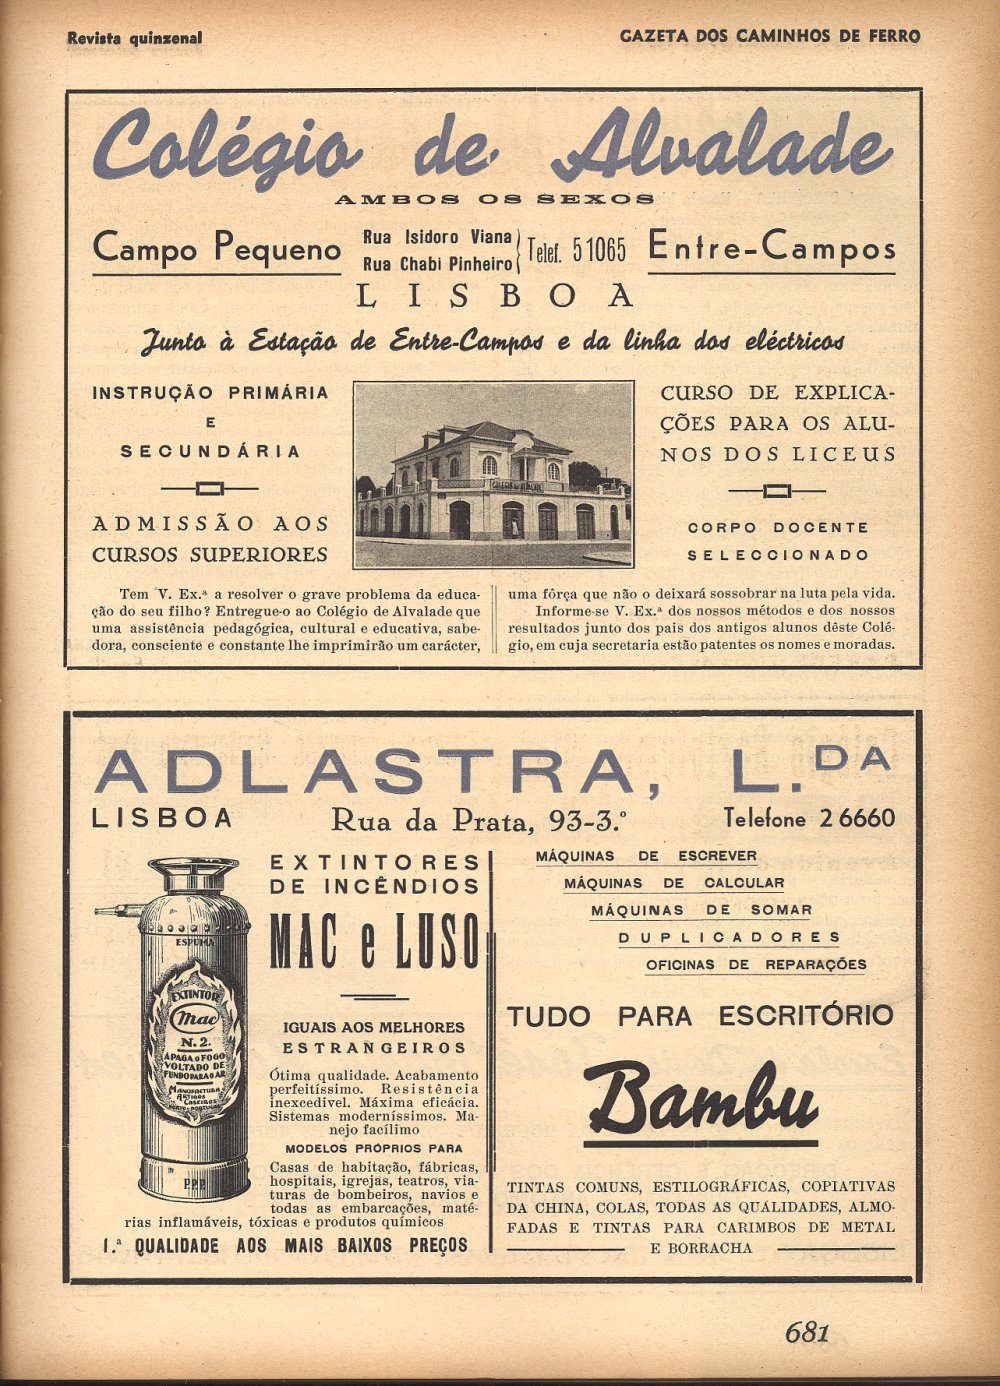 Revista quinzenal
GAZETA DOS CAMINHOS DE FERRO
Colégio de Alvalade
AMBOS OS SEXOS
Campo Pequeno
Rua Isidoro Viana
Rua Chabi Pinheiro
Telef. 51065
Entre-Campos
LISBOA
Junto à Estação de Entre-Campos e da linha dos eléctricos
INSTRUÇÃO PRIMÁRIA
E
SECUNDÁRIA
ADMISSÃO AOS
CURSOS SUPERIORES
COLEGIO DE ALVALADE
CURSO DE EXPLICA-
ÇÕES PARA OS ALU-
NOS DOS LICEUS
CORPO DOCENTE
SELECCIONADO
Tem V. Ex.ª a resolver o grave problema da educa-
ção do seu filho? Entregue-o ao Colégio de Alvalade que
uma assistência pedagógica, cultural e educativa, sabe-
dora, consciente e constante lhe imprimirão um carácter,
uma fôrça que não o deixará sossobrar na luta pela vida.
Informe-se V. Ex.ª dos nossos métodos e dos nossos
resultados junto dos pais dos antigos alunos dêste Colé-
gio, em cuja secretaria estão patentes os nomes e moradas.
ADLASTRA, L.DA
LISBOA
Rua da Prata, 93-3.º
Telefone 2 6660
ESPUMA
EXTINTOR
Mac
N. 2.
APAGA O FOGO
VOLTADO DE
FUNDO PARA O AR
MANUFACTURA
ARTIGOS
CASEIROS
PORTO-PORTUGAL
P.P.P.
EXTINTORES
DE INCÊNDIOS
MAC e LUSO
IGUAIS AOS MELHORES
ESTRANGEIROS
Ótima qualidade. Acabamento
perfeitíssimo. Resistência
inexcedivel. Máxima eficácia.
Sistemas moderníssimos. Ma-
nejo facílimo
MODELOS PRÓPRIOS PARA
Casas de habitação, fábricas,
hospitais, igrejas, teatros, via-
turas de bombeiros, navios e
todas as embarcações, maté-
rias inflamáveis, tóxicas e produtos químicos
1.ª QUALIDADE AOS MAIS BAIXOS PREÇOS
MÁQUINAS DE ESCREVER
MÁQUINAS DE CALCULAR
MÁQUINAS DE SOMAR
DUPLICADORES
OFICINAS DE REPARAÇÕES
TUDO PARA ESCRITÓRIO
Bambu
TINTAS COMUNS, ESTILOGRÁFICAS, COPIATIVAS
DA CHINA, COLAS, TODAS AS QUALIDADES, ALMO-
FADAS E TINTAS PARA CARIMBOS DE METAL
E BORRACHA
681